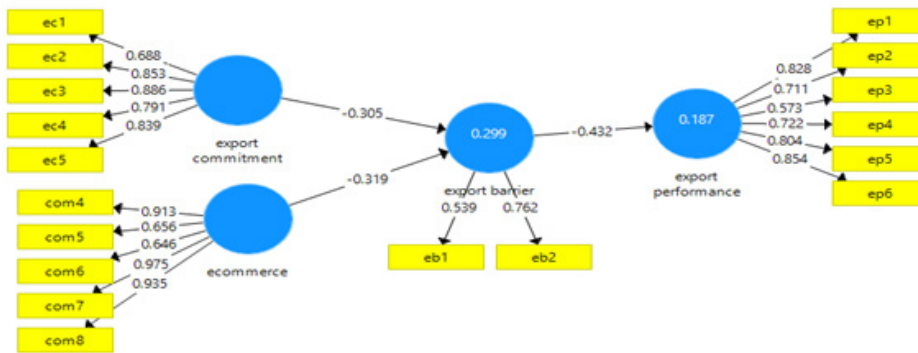 ec1
ec2
ec3
ec4
ec5
0.688
0.853
0.886
0.791
0.839
export
commitment
-0.305
com4
com5
com6
com7
com8
0.913
0.656
0.646
0.975
0.935
ecommerce
-0.319
0.299
export barrier
0.539
0.762
eb1
eb2
-0.432
0.187
export
performance
0.828
0.711
0.573
0.722
0.804
0.854
ep1
ep2
ep3
ep4
ep5
ep6